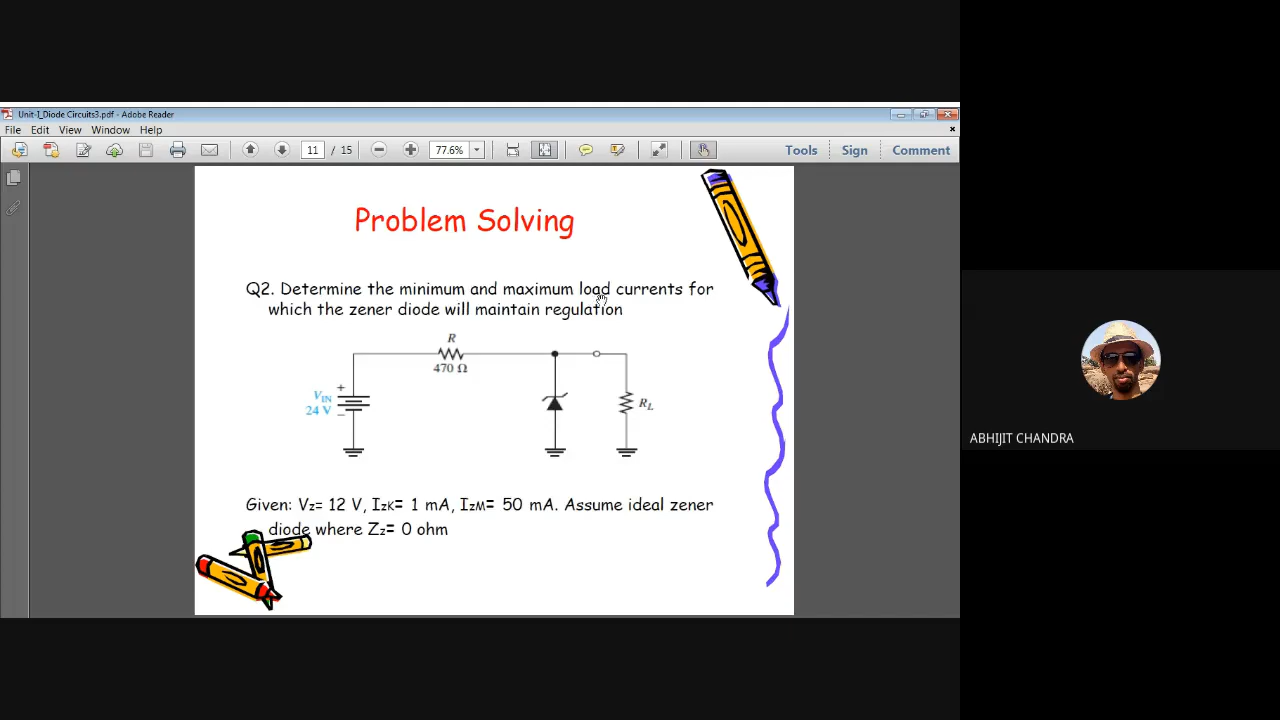 Unit-I_Diode Circuits3.pdf - Adobe Reader
File Edit View Window Help
11 / 15 77.6% Tools Sign Comment
Problem Solving
Q2. Determine the minimum and maximum load currents for
which the zener diode will maintain regulation
R
470 Ω
+
VIN
24 V
−
RL
Given: Vz= 12 V, IZK= 1 mA, IZM= 50 mA. Assume ideal zener
diode where Zz= 0 ohm
ABHIJIT CHANDRA